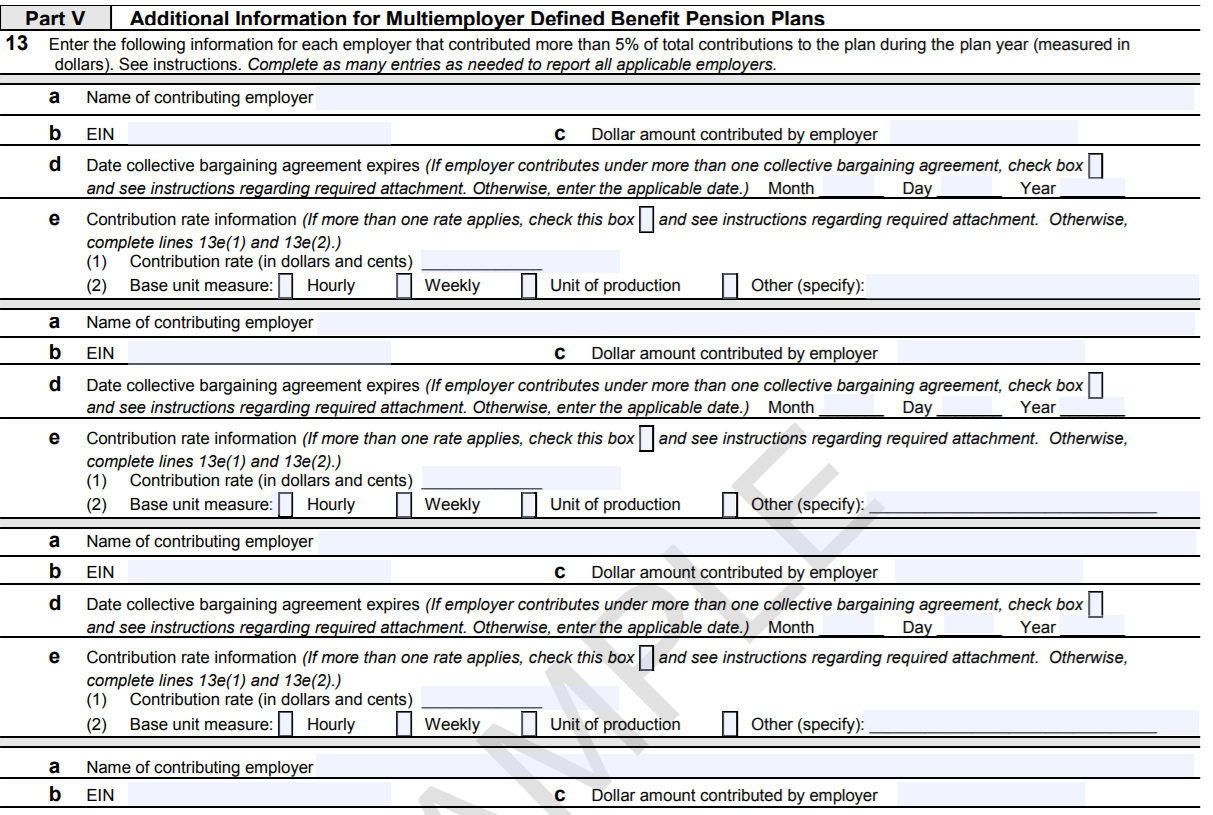 Part V Additional Information for Multiemployer Defined Benefit Pension Plans
13 Enter the following information for each employer that contributed more than 5% of total contributions to the plan during the plan year (measured in
dollars). See instructions. Complete as many entries as needed to report all applicable employers.
a Name of contributing employer
b EIN c Dollar amount contributed by employer
d Date collective bargaining agreement expires (If employer contributes under more than one collective bargaining agreement, check box
and see instructions regarding required attachment. Otherwise, enter the applicable date.) Month Day Year
e Contribution rate information (If more than one rate applies, check this box and see instructions regarding required attachment. Otherwise,
complete lines 13e(1) and 13e(2).)
(1) Contribution rate (in dollars and cents)
(2) Base unit measure: Hourly Weekly Unit of production Other (specify):
a Name of contributing employer
b EIN c Dollar amount contributed by employer
d Date collective bargaining agreement expires (If employer contributes under more than one collective bargaining agreement, check box
and see instructions regarding required attachment. Otherwise, enter the applicable date.) Month Day Year
e Contribution rate information (If more than one rate applies, check this box and see instructions regarding required attachment. Otherwise,
complete lines 13e(1) and 13e(2).)
(1) Contribution rate (in dollars and cents)
(2) Base unit measure: Hourly Weekly Unit of production Other (specify):
a Name of contributing employer
b EIN c Dollar amount contributed by employer
d Date collective bargaining agreement expires (If employer contributes under more than one collective bargaining agreement, check box
and see instructions regarding required attachment. Otherwise, enter the applicable date.) Month Day Year
e Contribution rate information (If more than one rate applies, check this box and see instructions regarding required attachment. Otherwise,
complete lines 13e(1) and 13e(2).)
(1) Contribution rate (in dollars and cents)
(2) Base unit measure: Hourly Weekly Unit of production Other (specify):
a Name of contributing employer
b EIN c Dollar amount contributed by employer
AMPLE